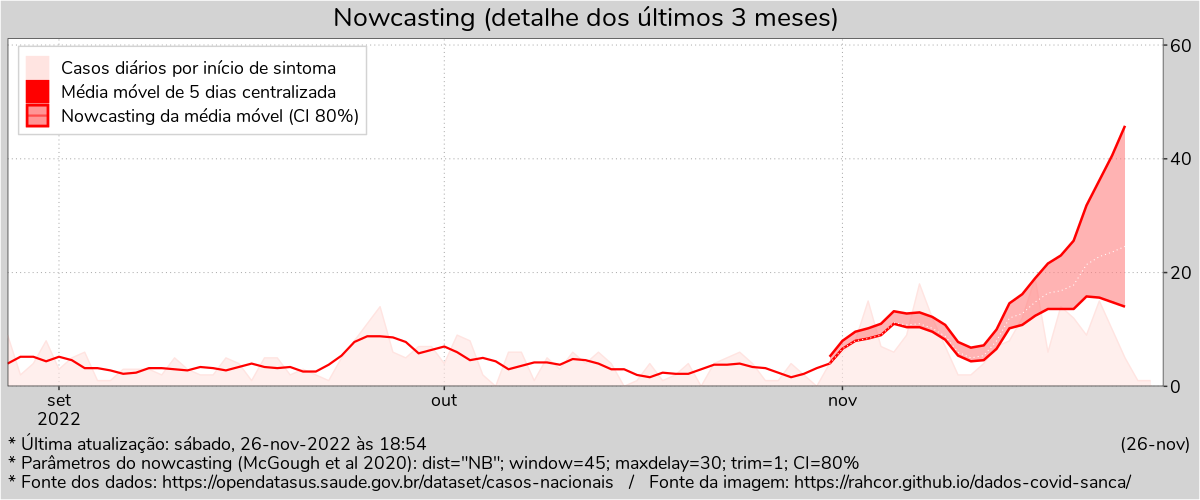 Nowcasting (detalhe dos últimos 3 meses)
Casos diários por início de sintoma
Média móvel de 5 dias centralizada
Nowcasting da média móvel (CI 80%)
60
40
20
0
set
2022
out
nov
* Última atualização: sábado, 26-nov-2022 às 18:54
(26-nov)
* Parâmetros do nowcasting (McGough et al 2020): dist="NB"; window=45; maxdelay=30; trim=1; CI=80%
* Fonte dos dados: https://opendatasus.saude.gov.br/dataset/casos-nacionais / Fonte da imagem: https://rahcor.github.io/dados-covid-sanca/